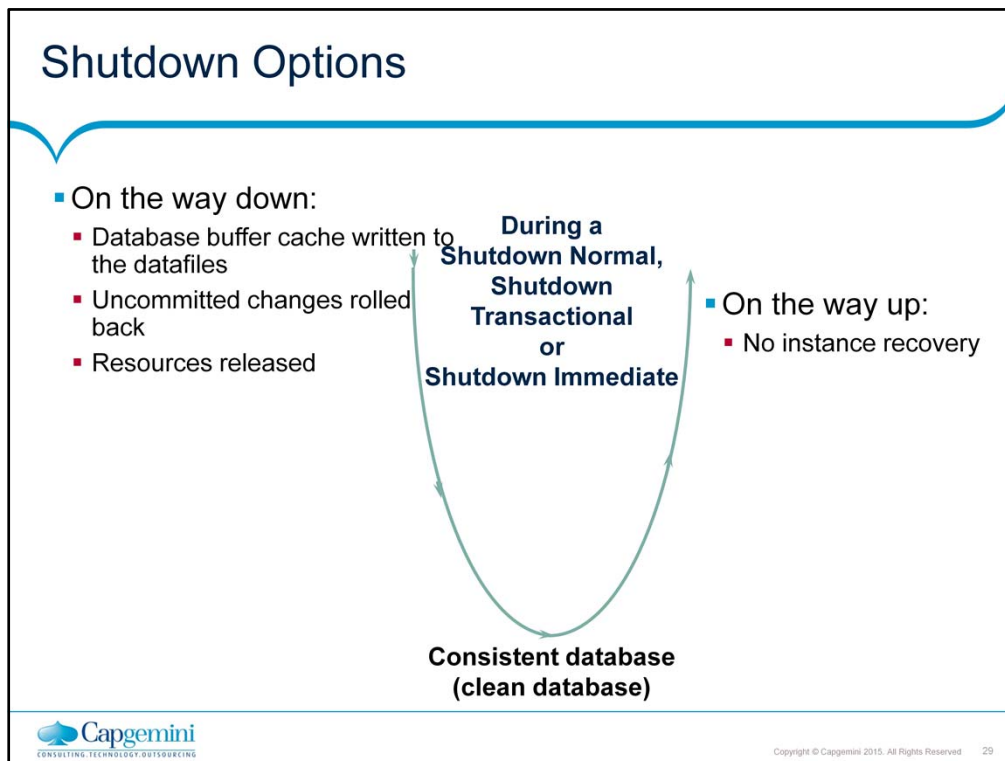 Shutdown Options
On the way down:
Database buffer cache written to
the datafiles
Uncommitted changes rolled
back
Resources released
During a
Shutdown Normal,
Shutdown
Transactional
or
Shutdown Immediate
On the way up:
No instance recovery
Consistent database
(clean database)
Capgemini
CONSULTING.TECHNOLOGY.OUTSOURCING
Copyright © Capgemini 2015. All Rights Reserved 29